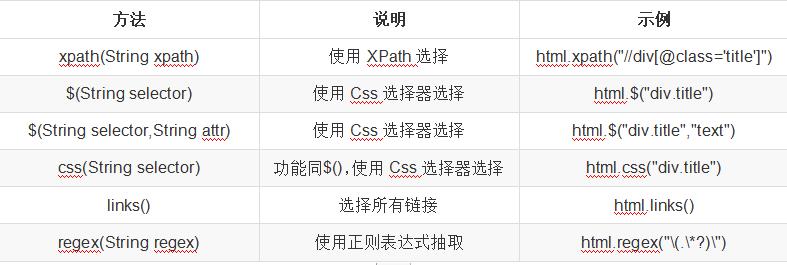 方法 说明 示例
xpath(String xpath) 使用 XPath 选择 html.xpath("//div[@class='title']")
$(String selector) 使用 Css 选择器选择 html.$("div.title")
$(String selector,String attr) 使用 Css 选择器选择 html.$("div.title","text")
css(String selector) 功能同$(),使用 Css 选择器选择 html.css("div.title")
links() 选择所有链接 html.links()
regex(String regex) 使用正则表达式抽取 html.regex("\(.\*?)\")